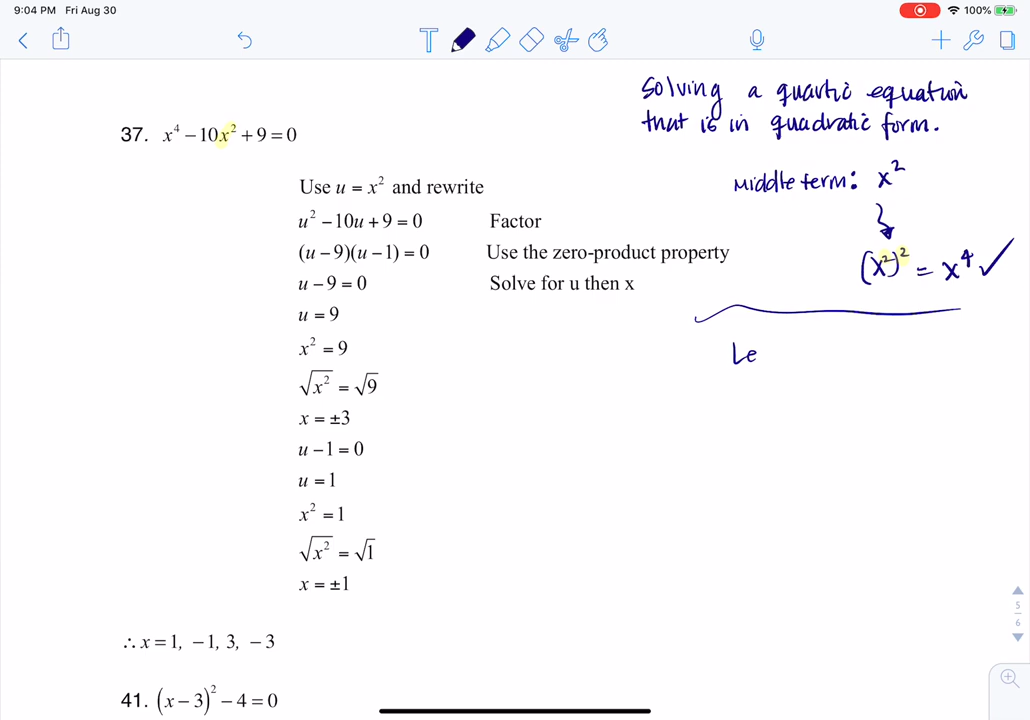 9:04 PM Fri Aug 30
100%
T
Solving a quartic equation
that is in quadratic form.
37. x⁴ − 10x² + 9 = 0
Middle term: x²
Use u = x² and rewrite
u² − 10u + 9 = 0 Factor
(u − 9)(u − 1) = 0 Use the zero-product property
(x²)² = x⁴ ✓
u − 9 = 0 Solve for u then x
u = 9
x² = 9
Le
√x² = √9
x = ±3
u − 1 = 0
u = 1
x² = 1
√x² = √1
x = ±1
5
6
∴ x = 1, −1, 3, −3
41. (x − 3)² − 4 = 0